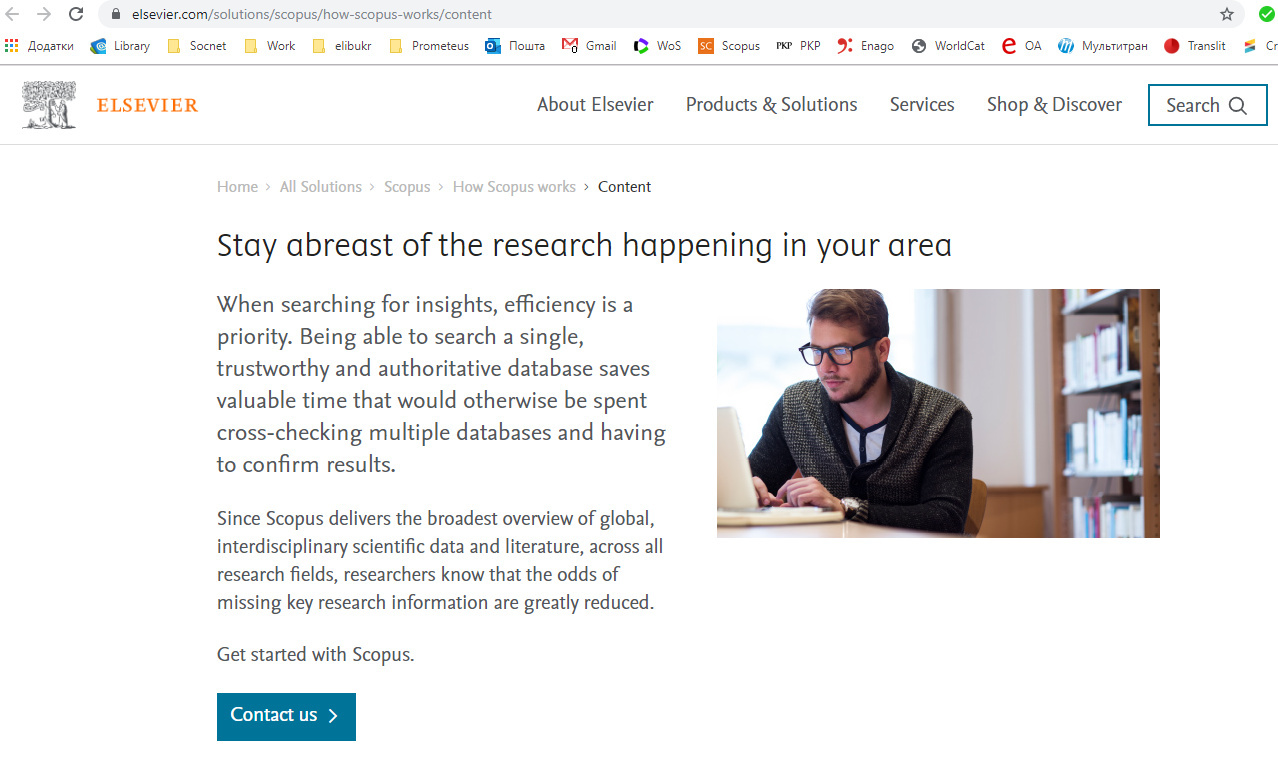 elsevier.com/solutions/scopus/how-scopus-works/content
Додатки Library Socnet Work elibukr Prometeus Пошта Gmail WoS SC Scopus PKP PKP Enago WorldCat OA Мультитран Translit Cr
ELSEVIER About Elsevier Products & Solutions Services Shop & Discover Search
Home > All Solutions > Scopus > How Scopus works > Content
Stay abreast of the research happening in your area
When searching for insights, efficiency is a
priority. Being able to search a single,
trustworthy and authoritative database saves
valuable time that would otherwise be spent
cross-checking multiple databases and having
to confirm results.
Since Scopus delivers the broadest overview of global,
interdisciplinary scientific data and literature, across all
research fields, researchers know that the odds of
missing key research information are greatly reduced.
Get started with Scopus.
Contact us >